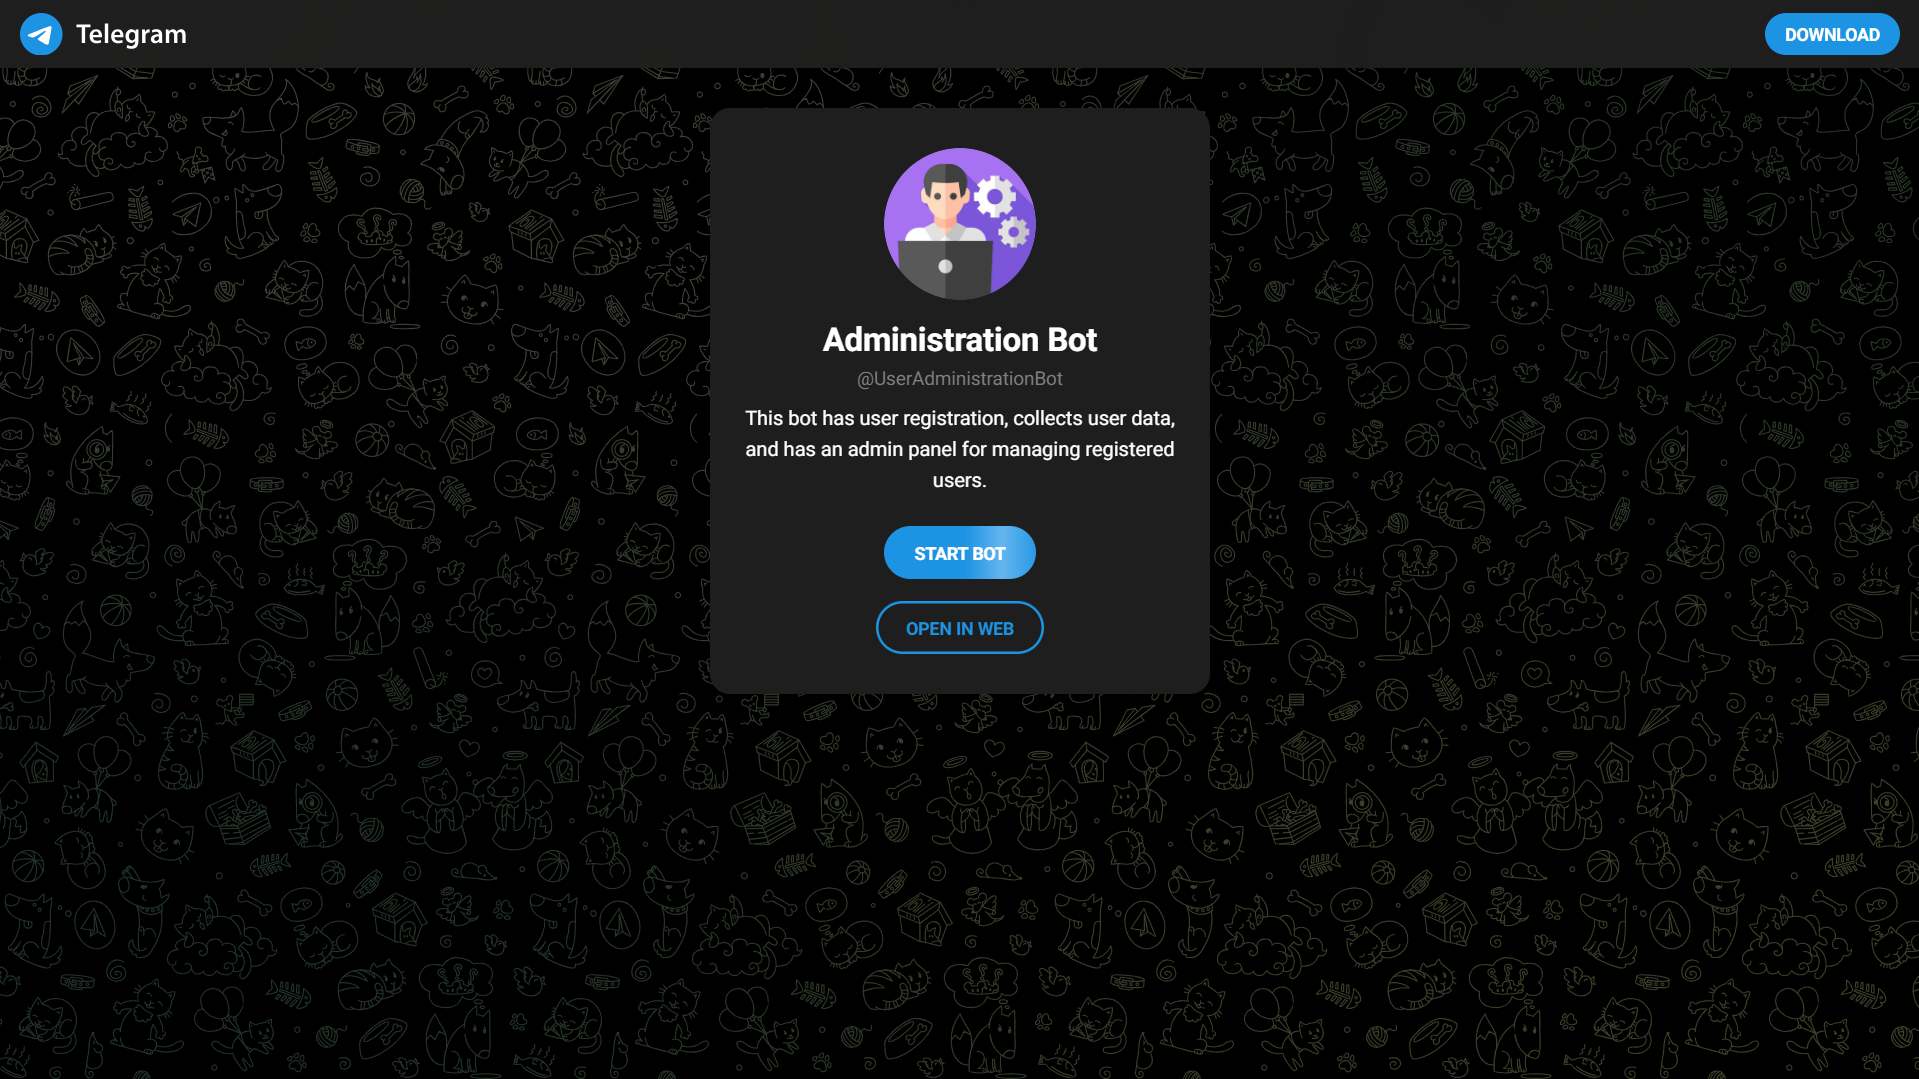 Telegram
DOWNLOAD
Administration Bot
@UserAdministrationBot
This bot has user registration, collects user data,
and has an admin panel for managing registered
users.
START BOT
OPEN IN WEB